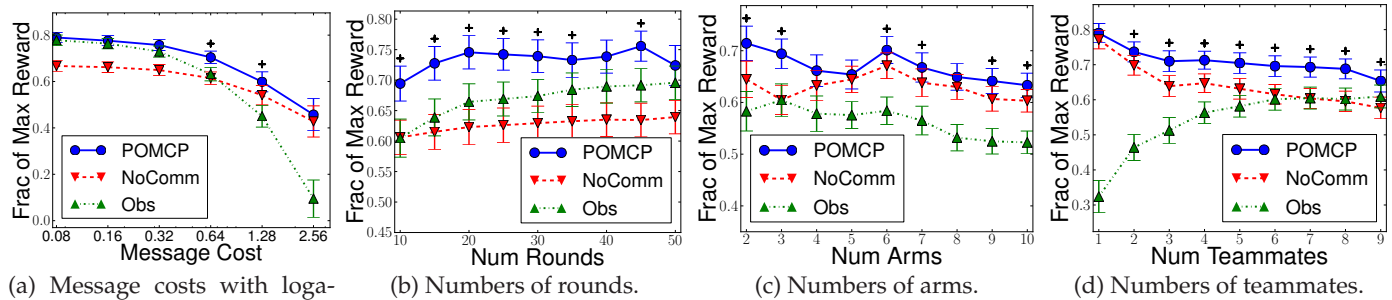 Frac of Max Reward
0.8
0.6
0.4
0.2
0.0
POMCP
NoComm
Obs
0.08 0.16 0.32 0.64 1.28 2.56
Message Cost
(a) Message costs with loga-
Frac of Max Reward
0.80
0.75
0.70
0.65
0.60
0.55
0.50
0.45
POMCP
NoComm
Obs
10 20 30 40 50
Num Rounds
(b) Numbers of rounds.
Frac of Max Reward
0.7
0.6
0.5
0.4
POMCP
NoComm
Obs
2 3 4 5 6 7 8 9 10
Num Arms
(c) Numbers of arms.
Frac of Max Reward
0.8
0.7
0.6
0.5
0.4
0.3
POMCP
NoComm
Obs
1 2 3 4 5 6 7 8 9
Num Teammates
(d) Numbers of teammates.